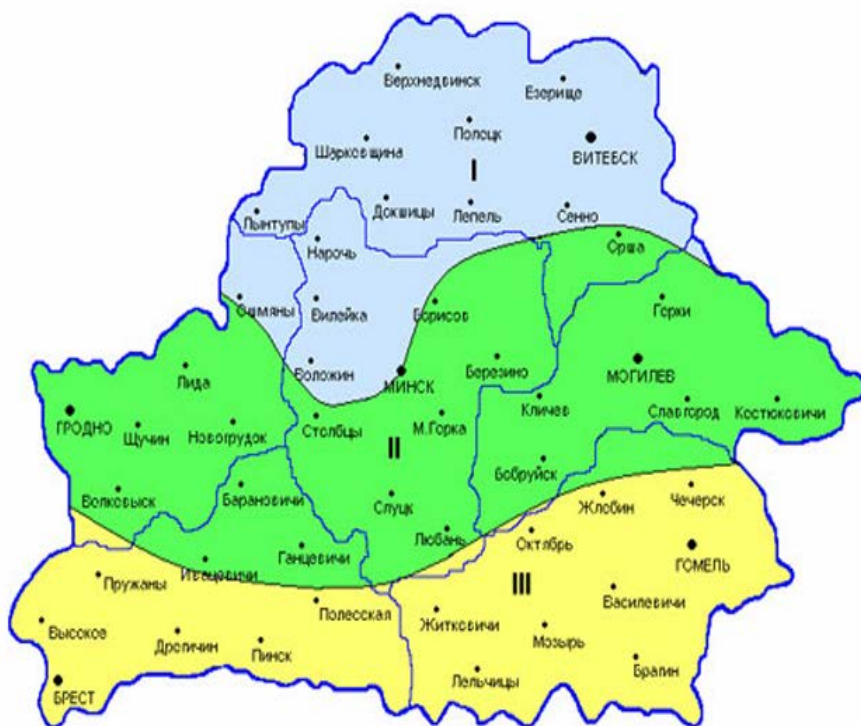 Верхнедвинск
Езерище
Полоцк
Шарковщина
ВИТЕБСК
I
Докшицы
Лепель
Сенно
Лынтупы
Нарочь
Орша
Ошмяны
Вилейка
Борисов
Горки
Воложин
Березино
МОГИЛЕВ
Лида
МИНСК
Кличев
Славгород
Костюковичи
ГРОДНО
Щучин
Новогрудок
Столбцы
М.Горка
II
Бобруйск
Волковыск
Барановичи
Слуцк
Жлобин
Чечерск
Любань
Октябрь
Ганцевичи
ГОМЕЛЬ
Ивацевичи
Пружаны
III
Василевичи
Полесская
Житковичи
Высокое
Дрогичин
Пинск
Мозырь
Брагин
Лельчицы
БРЕСТ